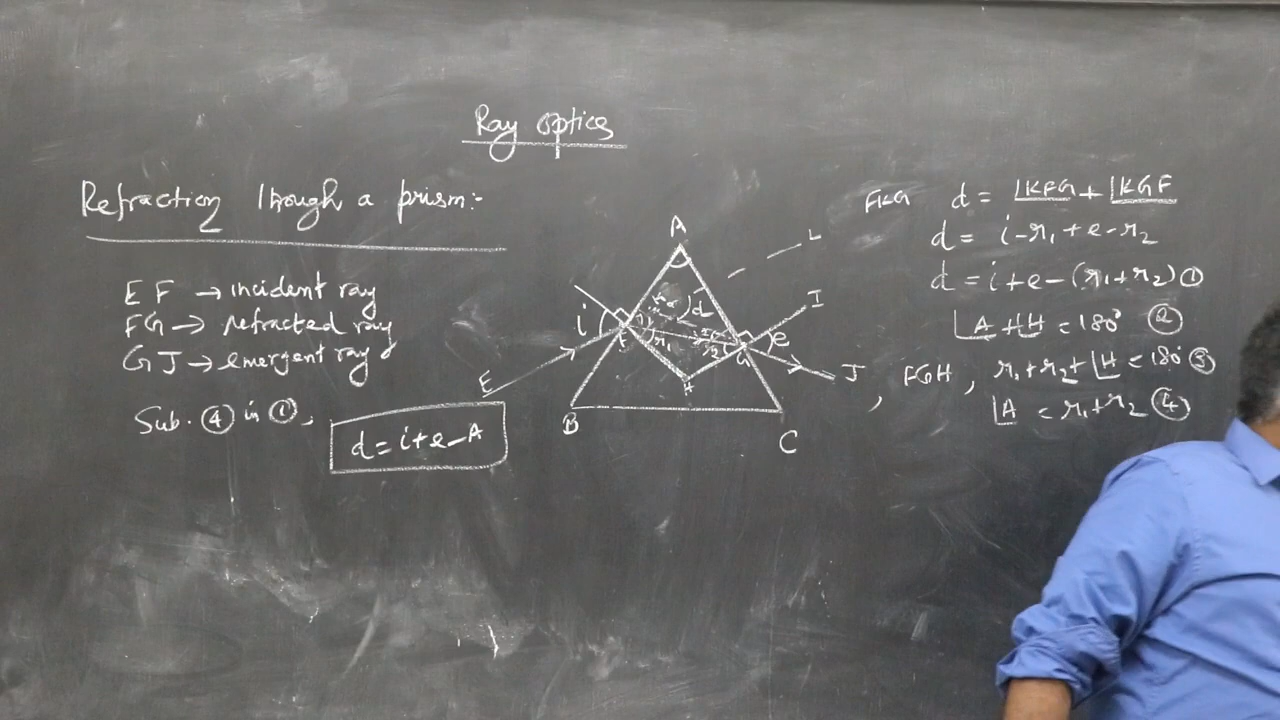 Ray optics
Refraction through a prism:-
EF → incident ray
FG → refracted ray
GJ → emergent ray
Sub. ④ in ①,
d = i+e-A
A
L
I
d
i
F
r₁
r₂
G
e
E
H
J
B
C
FKG d = ∠KFG + ∠KGF
d = i-r₁+e-r₂
d = i+e-(r₁+r₂) ①
∠A + ∠H = 180° ②
, FGH, r₁+r₂+∠H = 180° ③
∠A = r₁+r₂ ④